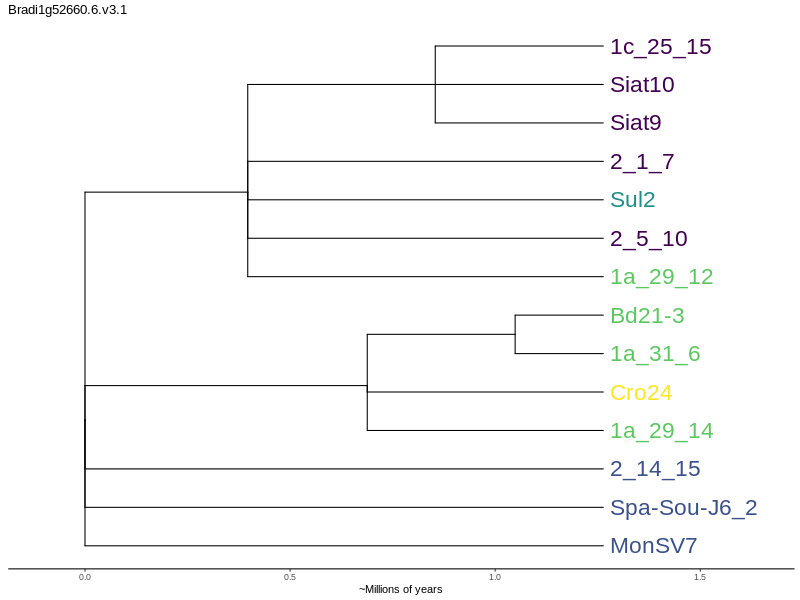 Bradi1g52660.6.v3.1
1c_25_15
Siat10
Siat9
2_1_7
Sul2
2_5_10
1a_29_12
Bd21-3
1a_31_6
Cro24
1a_29_14
2_14_15
Spa-Sou-J6_2
MonSV7
0.0 0.5 1.0 1.5
~Millions of years